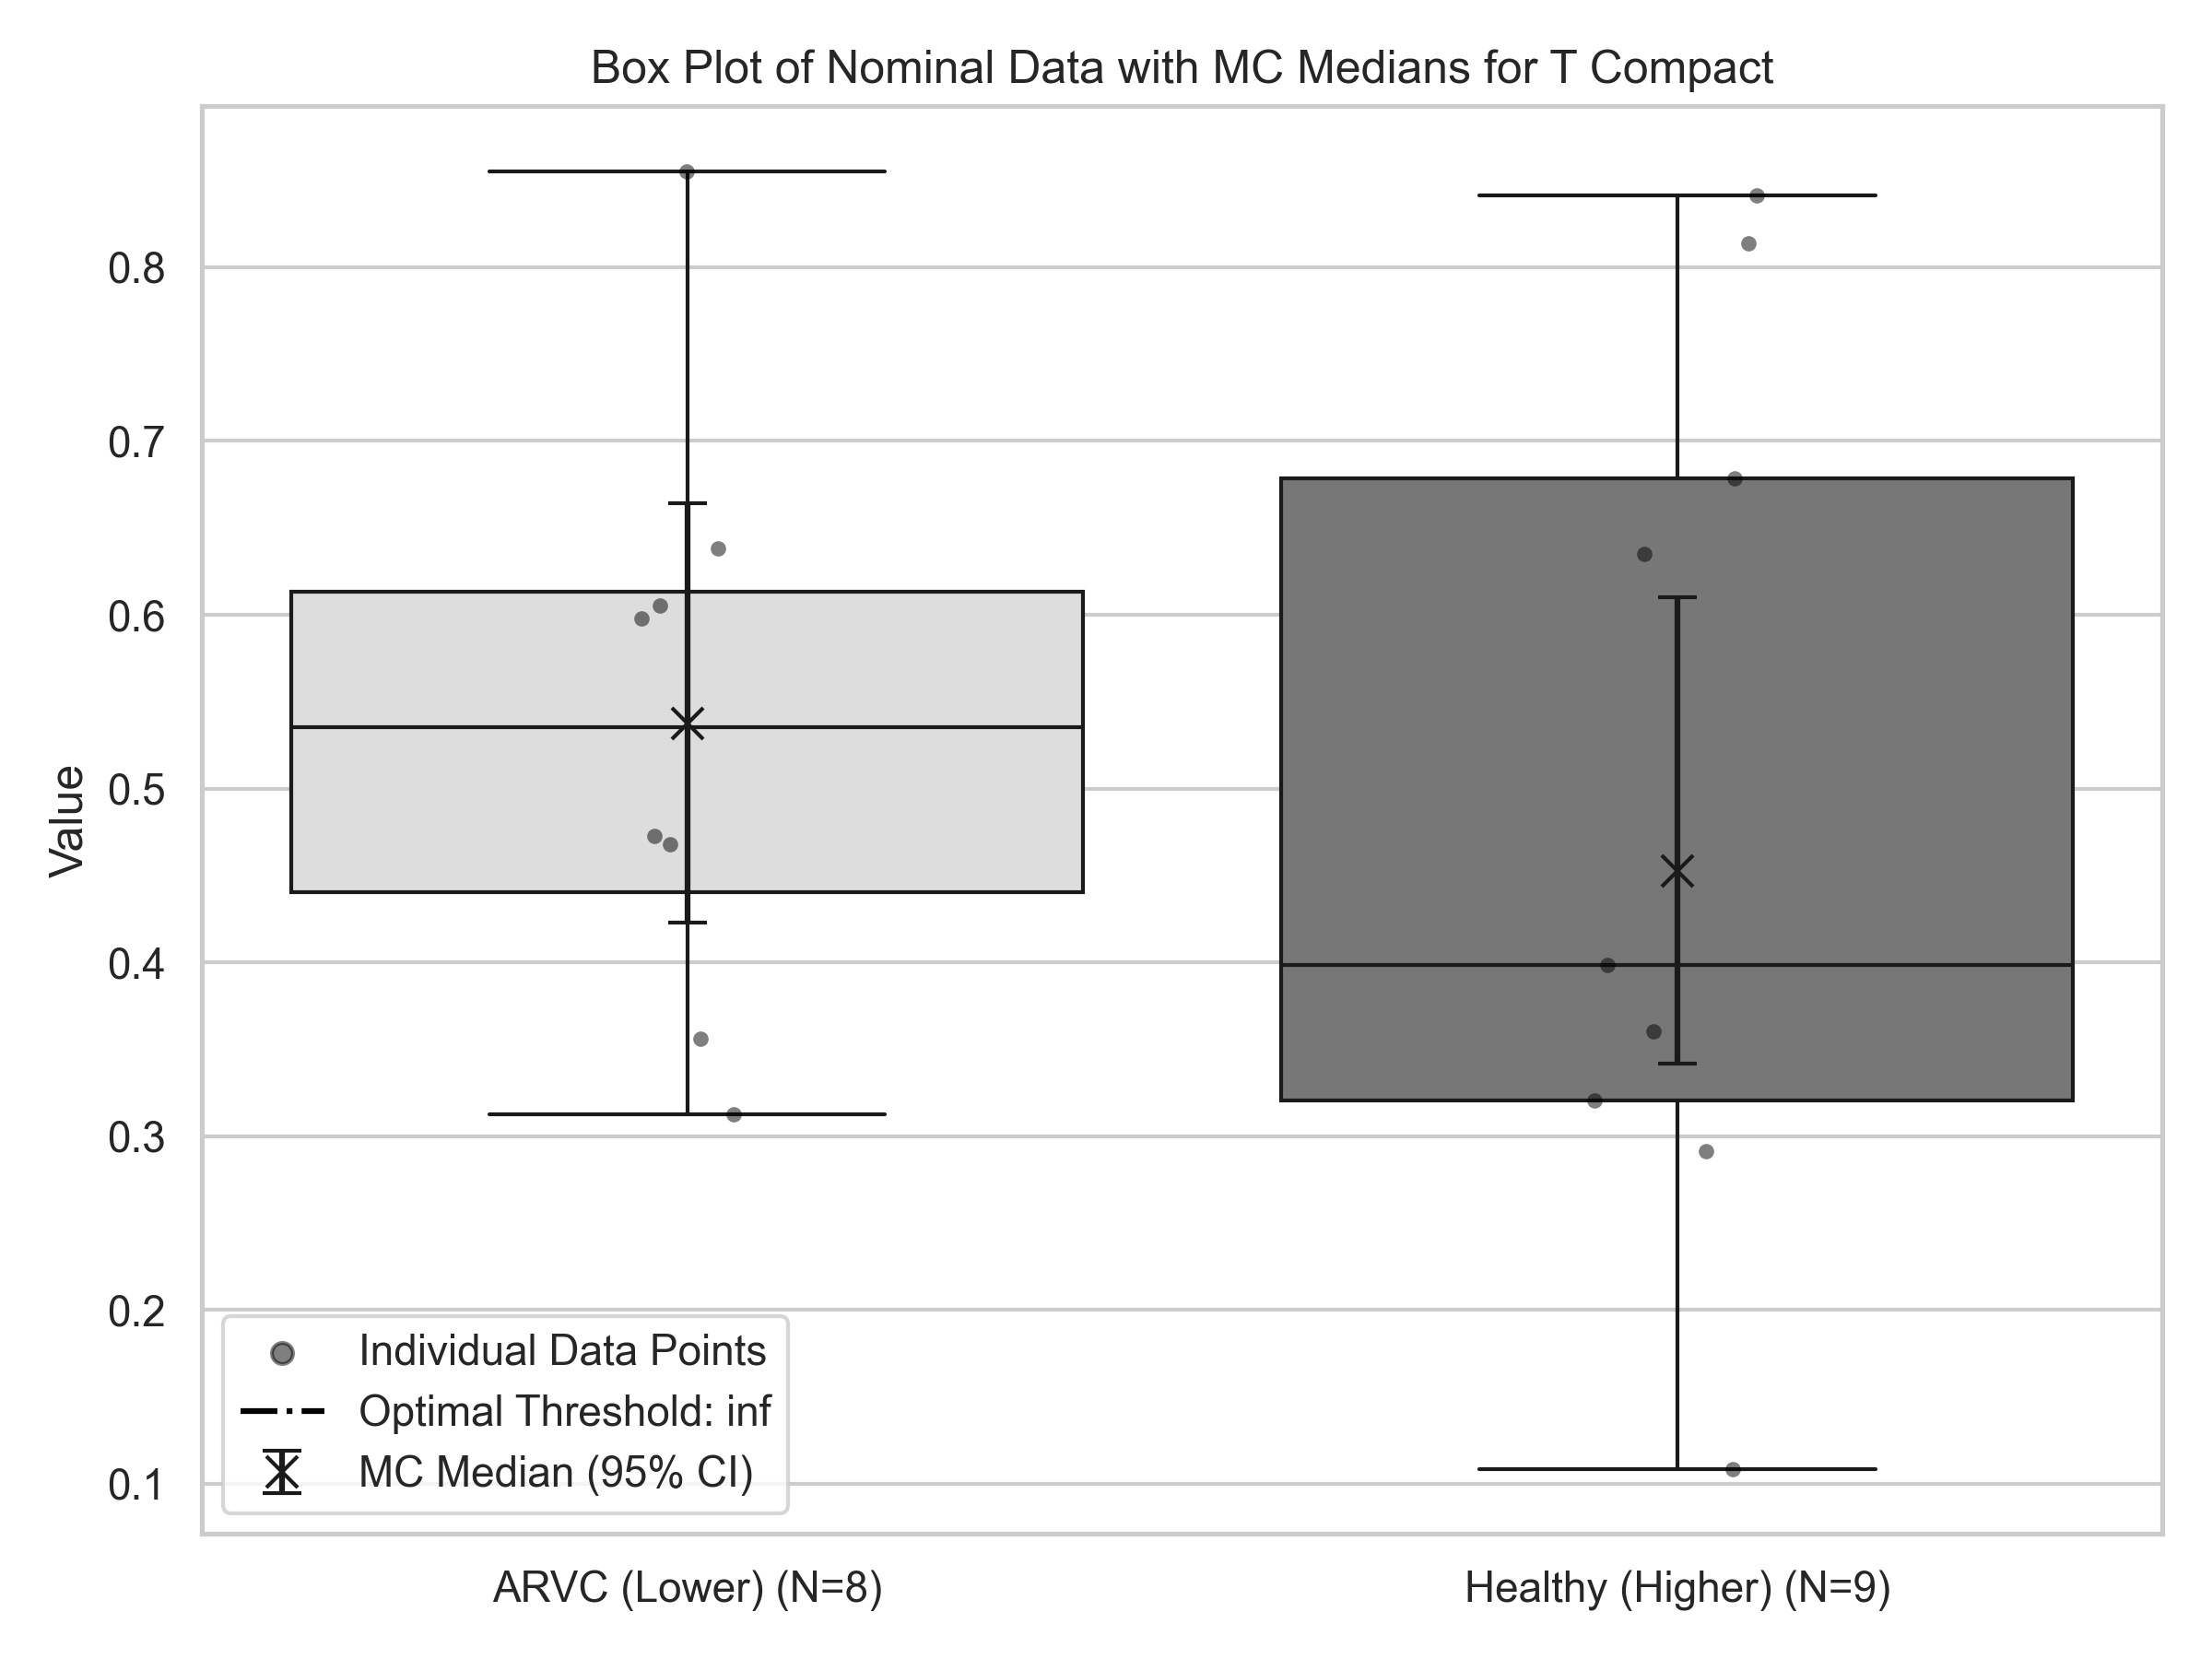 Box Plot of Nominal Data with MC Medians for T Compact
Value
0.8
0.7
0.6
0.5
0.4
0.3
0.2
0.1
Individual Data Points
Optimal Threshold: inf
MC Median (95% CI)
ARVC (Lower) (N=8)
Healthy (Higher) (N=9)